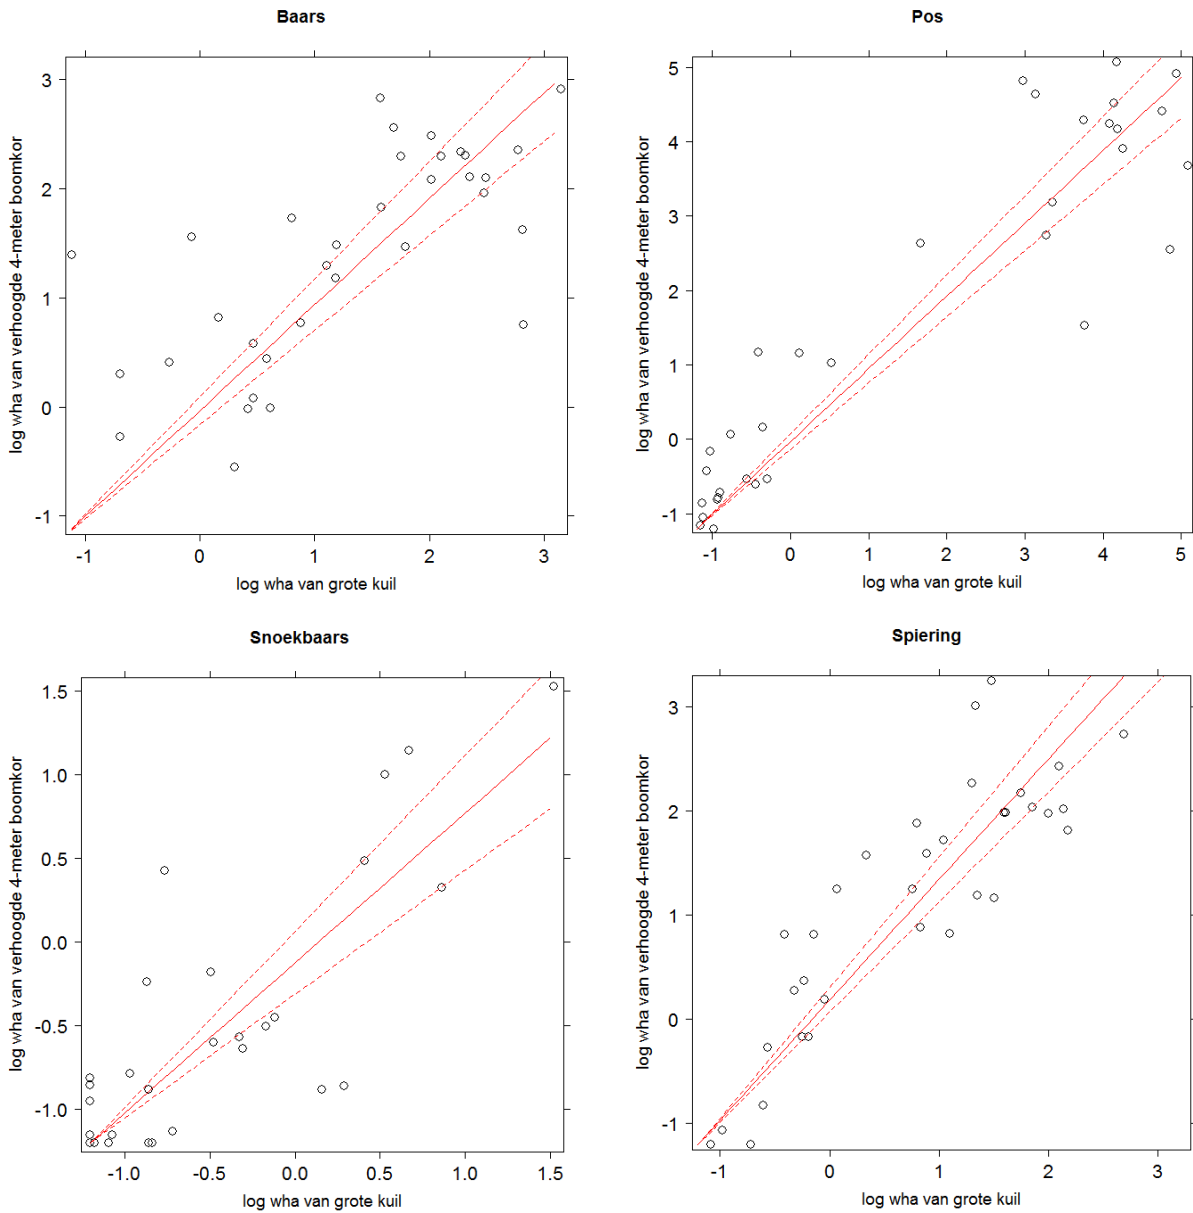 Baars
3
2
1
0
-1
log wha van verhoogde 4-meter boomkor
-1 0 1 2 3
log wha van grote kuil
Pos
5
4
3
2
1
0
-1
log wha van verhoogde 4-meter boomkor
-1 0 1 2 3 4 5
log wha van grote kuil
Snoekbaars
1.5
1.0
0.5
0.0
-0.5
-1.0
log wha van verhoogde 4-meter boomkor
-1.0 -0.5 0.0 0.5 1.0 1.5
log wha van grote kuil
Spiering
3
2
1
0
-1
log wha van verhoogde 4-meter boomkor
-1 0 1 2 3
log wha van grote kuil